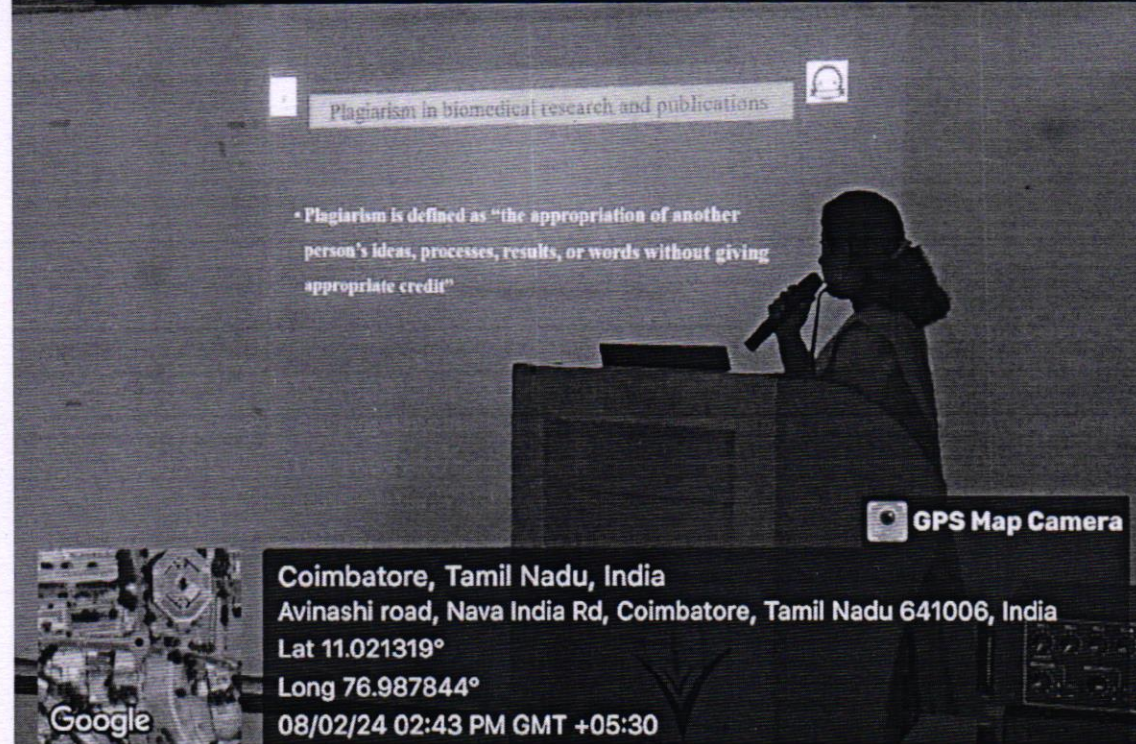 Plagiarism in biomedical research and publications
• Plagiarism is defined as “the appropriation of another
person’s ideas, processes, results, or words without giving
appropriate credit”
GPS Map Camera
Coimbatore, Tamil Nadu, India
Avinashi road, Nava India Rd, Coimbatore, Tamil Nadu 641006, India
Lat 11.021319°
Long 76.987844°
08/02/24 02:43 PM GMT +05:30
Google